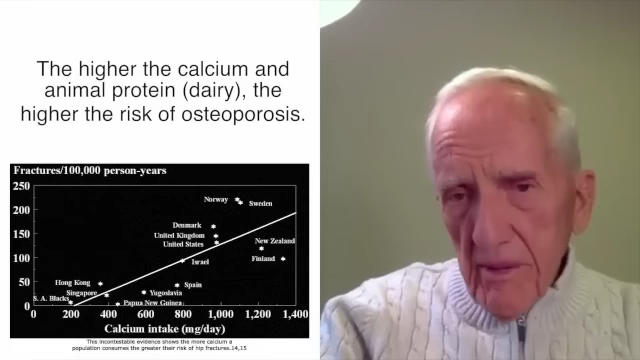 The higher the calcium and
animal protein (dairy), the
higher the risk of osteoporosis.
Fractures/100,000 person-years
250
200
150
100
50
0
Norway
Sweden
Denmark
United Kingdom
United States
New Zealand
Israel
Finland
Hong Kong
Spain
Singapore
Yugoslavia
S. A. Blacks
Papua New Guinea
0 200 400 600 800 1,000 1,200 1,400
Calcium intake (mg/day)
This incontestable evidence shows the more calcium a
population consumes the greater their risk of hip fractures.14,15